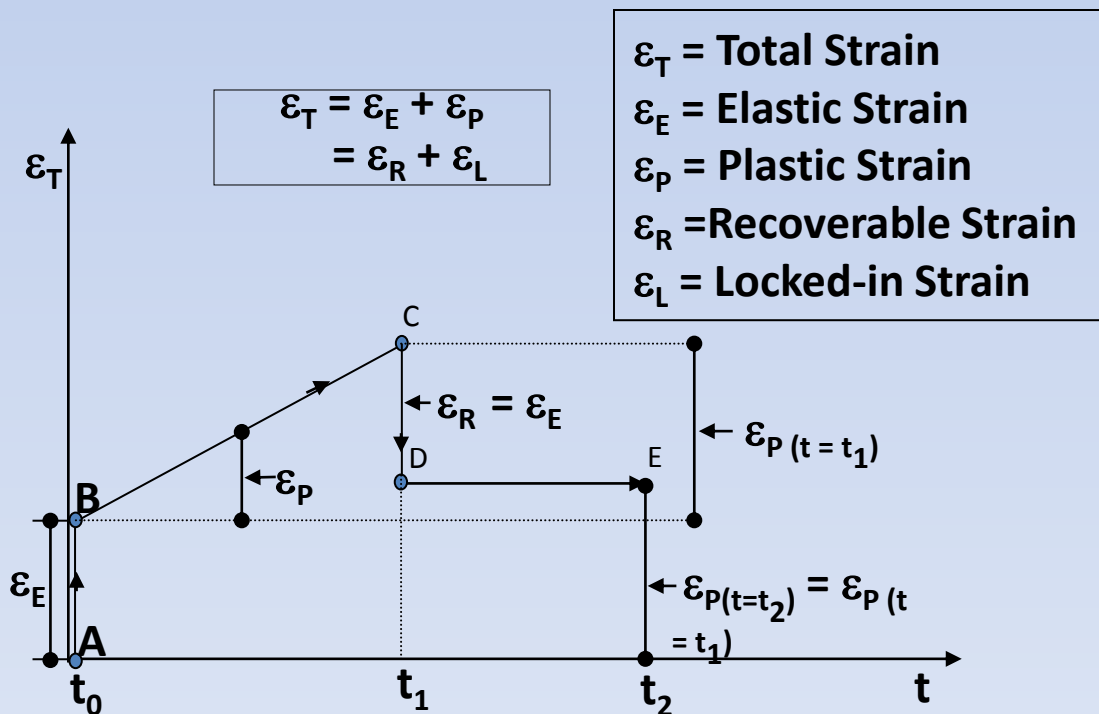 εT = Total Strain
εE = Elastic Strain
εP = Plastic Strain
εR =Recoverable Strain
εL = Locked-in Strain
εT = εE + εP
= εR + εL
εT
C
εR = εE
εP (t = t1)
D
E
εP
B
εE
εP(t=t2) = εP (t
= t1)
A
t0
t1
t2
t